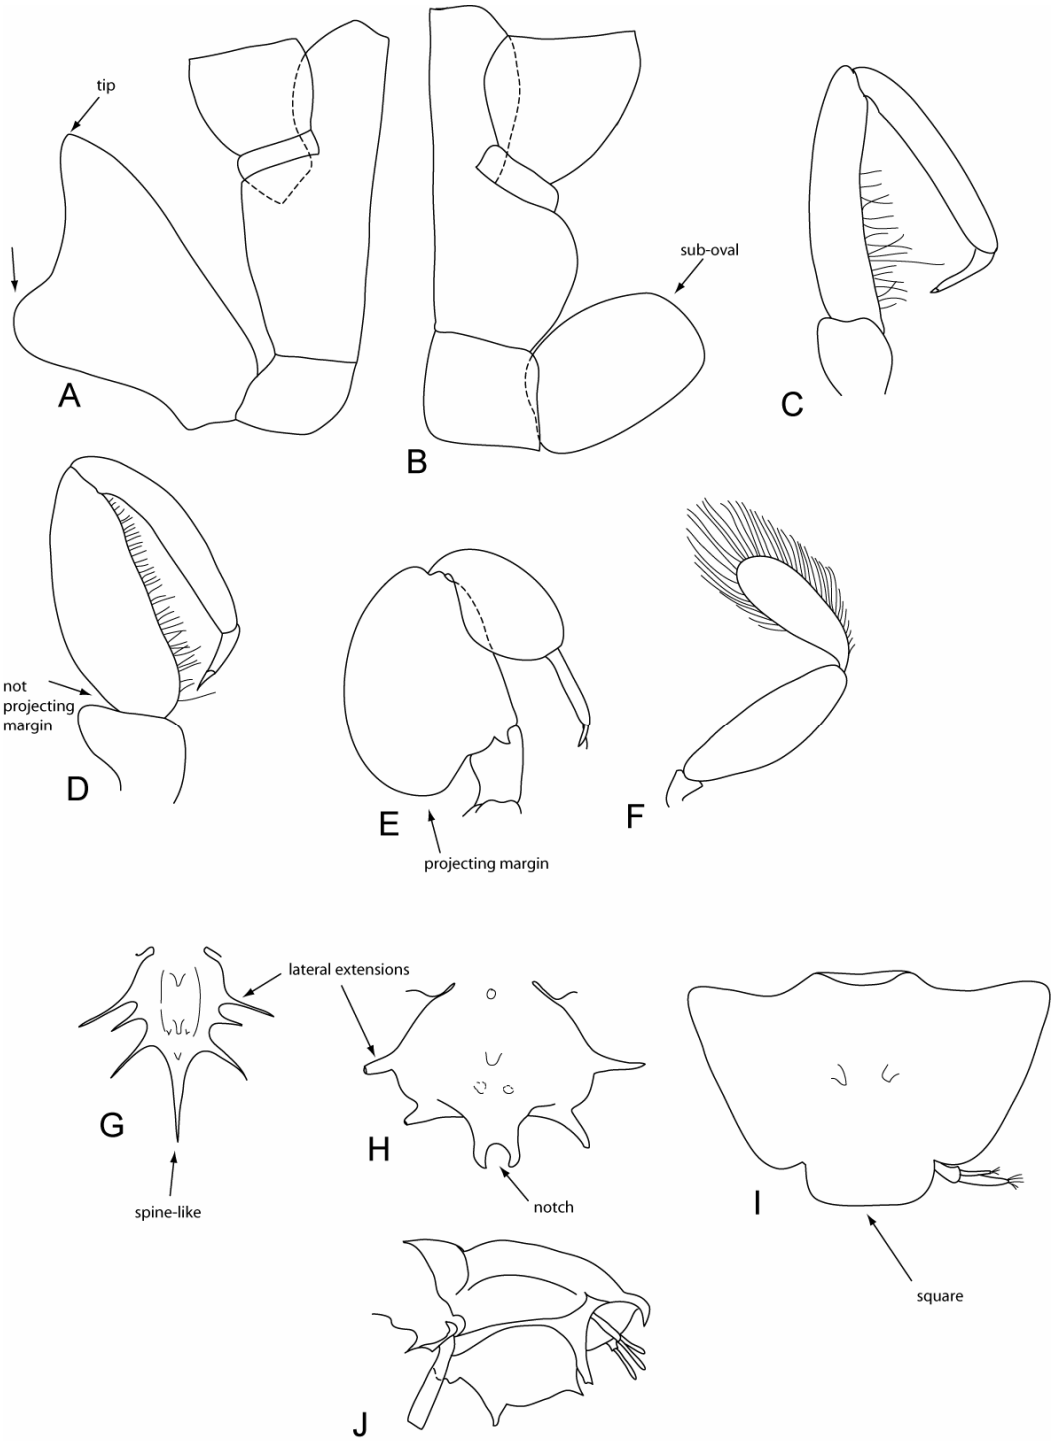 tip
A
sub-oval
B
C
not
projecting
margin
D
E
projecting margin
F
lateral extensions
G
spine-like
H
notch
I
square
J